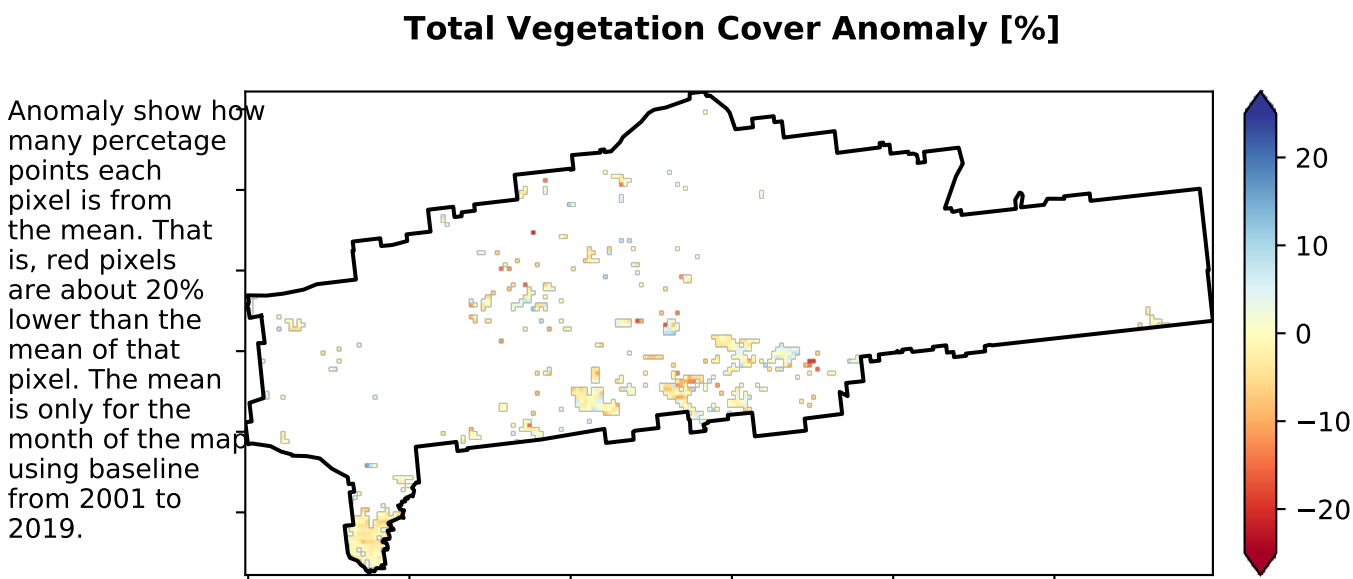 Total Vegetation Cover Anomaly [%]
Anomaly show how
many percetage
points each
pixel is from
the mean. That
is, red pixels
are about 20%
lower than the
mean of that
pixel. The mean
is only for the
month of the map
using baseline
from 2001 to
2019.
20
10
0
−10
−20